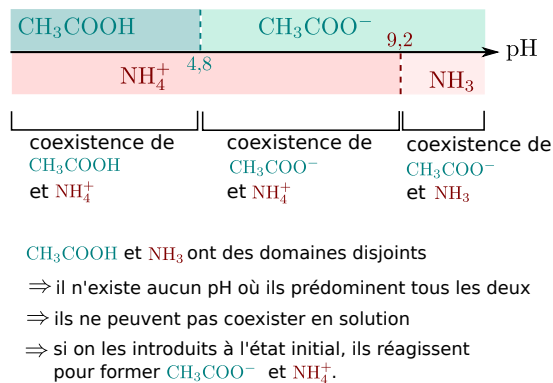 CH₃COOH CH₃COO⁻
9,2
pH
4,8
NH₄⁺ NH₃
coexistence de
CH₃COOH
et NH₄⁺
coexistence de
CH₃COO⁻
et NH₄⁺
coexistence de
CH₃COO⁻
et NH₃
CH₃COOH et NH₃ ont des domaines disjoints
⇒ il n'existe aucun pH où ils prédominent tous les deux
⇒ ils ne peuvent pas coexister en solution
⇒ si on les introduits à l'état initial, ils réagissent
pour former CH₃COO⁻ et NH₄⁺.